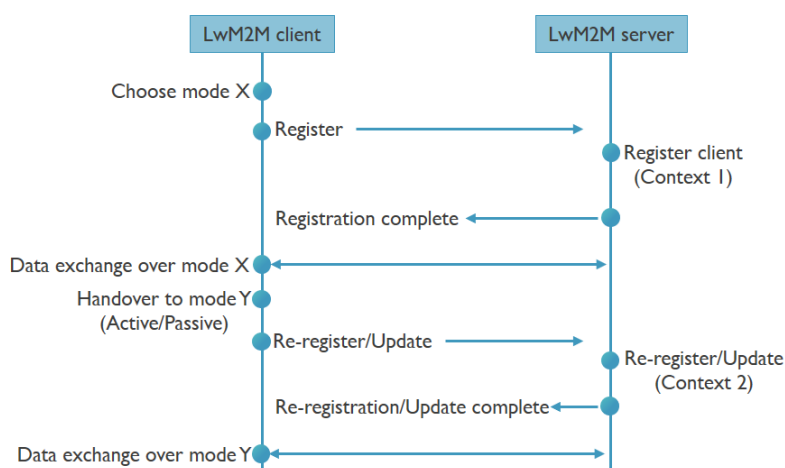 LwM2M client
LwM2M server
Choose mode X
Register
Register client
(Context 1)
Registration complete
Data exchange over mode X
Handover to mode Y
(Active/Passive)
Re-register/Update
Re-register/Update
(Context 2)
Re-registration/Update complete
Data exchange over mode Y